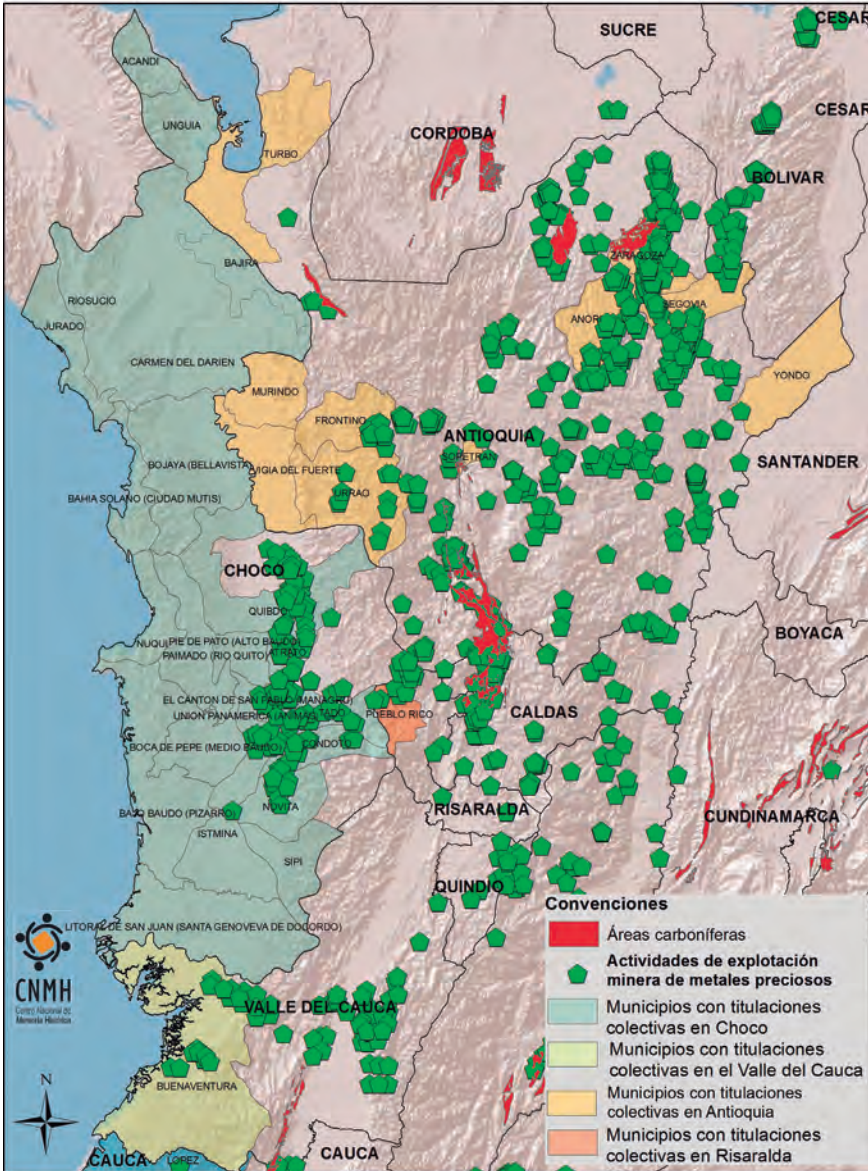 CESAR
SUCRE
ACANDI
CESAR
UNGUIA
CORDOBA
TURBO
BOLIVAR
BAJIRA
ZARAGOZA
RIOSUCIO
SEGOVIA
ANORI
JURADO
CARMEN DEL DARIEN
YONDO
MURINDO
FRONTINO
ANTIOQUIA
SOPETRAN
SANTANDER
BOJAYA (BELLAVISTA)
VIGIA DEL FUERTE
URRAO
BAHIA SOLANO (CIUDAD MUTIS)
CHOCO
QUIBDO
BOYACA
NUQUI
PIE DE PATO (ALTO BAUDO)
PAIMADO (RIO QUITO)
ATRATO
EL CANTON DE SAN PABLO (MANAGRU)
UNION PANAMERICA (ANIMAS)
TADO
PUEBLO RICO
CALDAS
BOCA DE PEPE (MEDIO BAUDO)
CONDOTO
NOVITA
RISARALDA
CUNDINAMARCA
BAJO BAUDO (PIZARRO)
ISTMINA
SIPI
QUINDIO
LITORAL DE SAN JUAN (SANTA GENOVEVA DE DOCORDO)
CNMH
Centro Nacional de
Memoria Histórica
VALLE DEL CAUCA
BUENAVENTURA
N
CAUCA
LOPEZ
CAUCA
Convenciones
Áreas carboníferas
Actividades de explotación
minera de metales preciosos
Municipios con titulaciones
colectivas en Choco
Municipios con titulaciones
colectivas en el Valle del Cauca
Municipios con titulaciones
colectivas en Antioquia
Municipios con titulaciones
colectivas en Risaralda